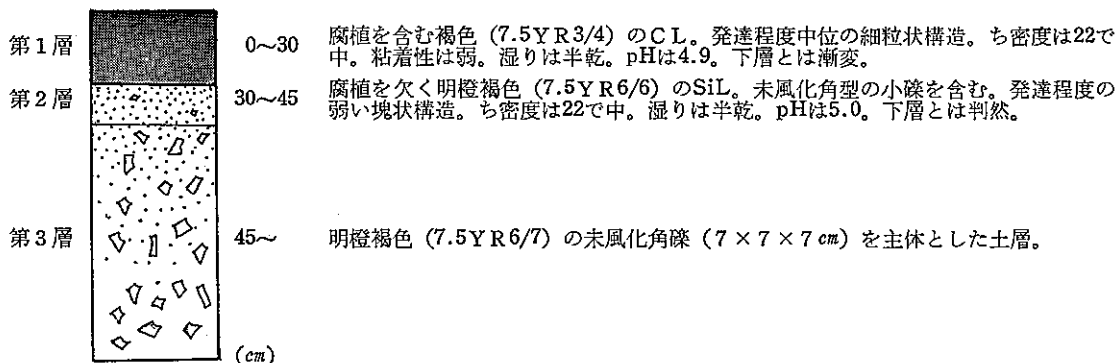 第1層 0~30 腐植を含む褐色 (7.5YR3/4) のCL。発達程度中位の細粒状構造。ち密度は22で
中。粘着性は弱。湿りは半乾。pHは4.9。下層とは漸変。
第2層 30~45 腐植を欠く明橙褐色 (7.5YR6/6) のSiL。未風化角型の小礫を含む。発達程度の
弱い塊状構造。ち密度は22で中。湿りは半乾。pHは5.0。下層とは判然。
第3層 45~ 明橙褐色 (7.5YR6/7) の未風化角礫 (7×7×7cm) を主体とした土層。
(cm)